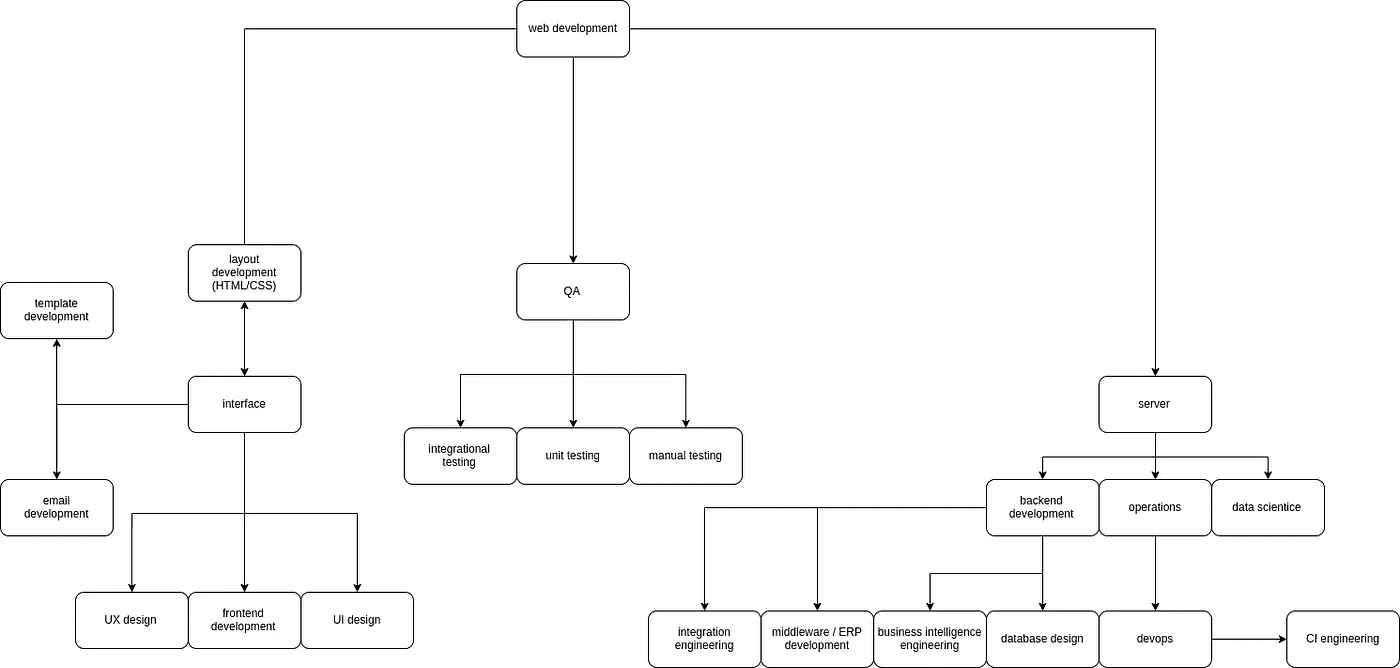 web development
layout
development
(HTML/CSS)
template
development
QA
interface
server
integrational
testing
unit testing
manual testing
email
development
backend
development
operations
data scientice
UX design
frontend
development
UI design
integration
engineering
middleware / ERP
development
business intelligence
engineering
database design
devops
CI engineering